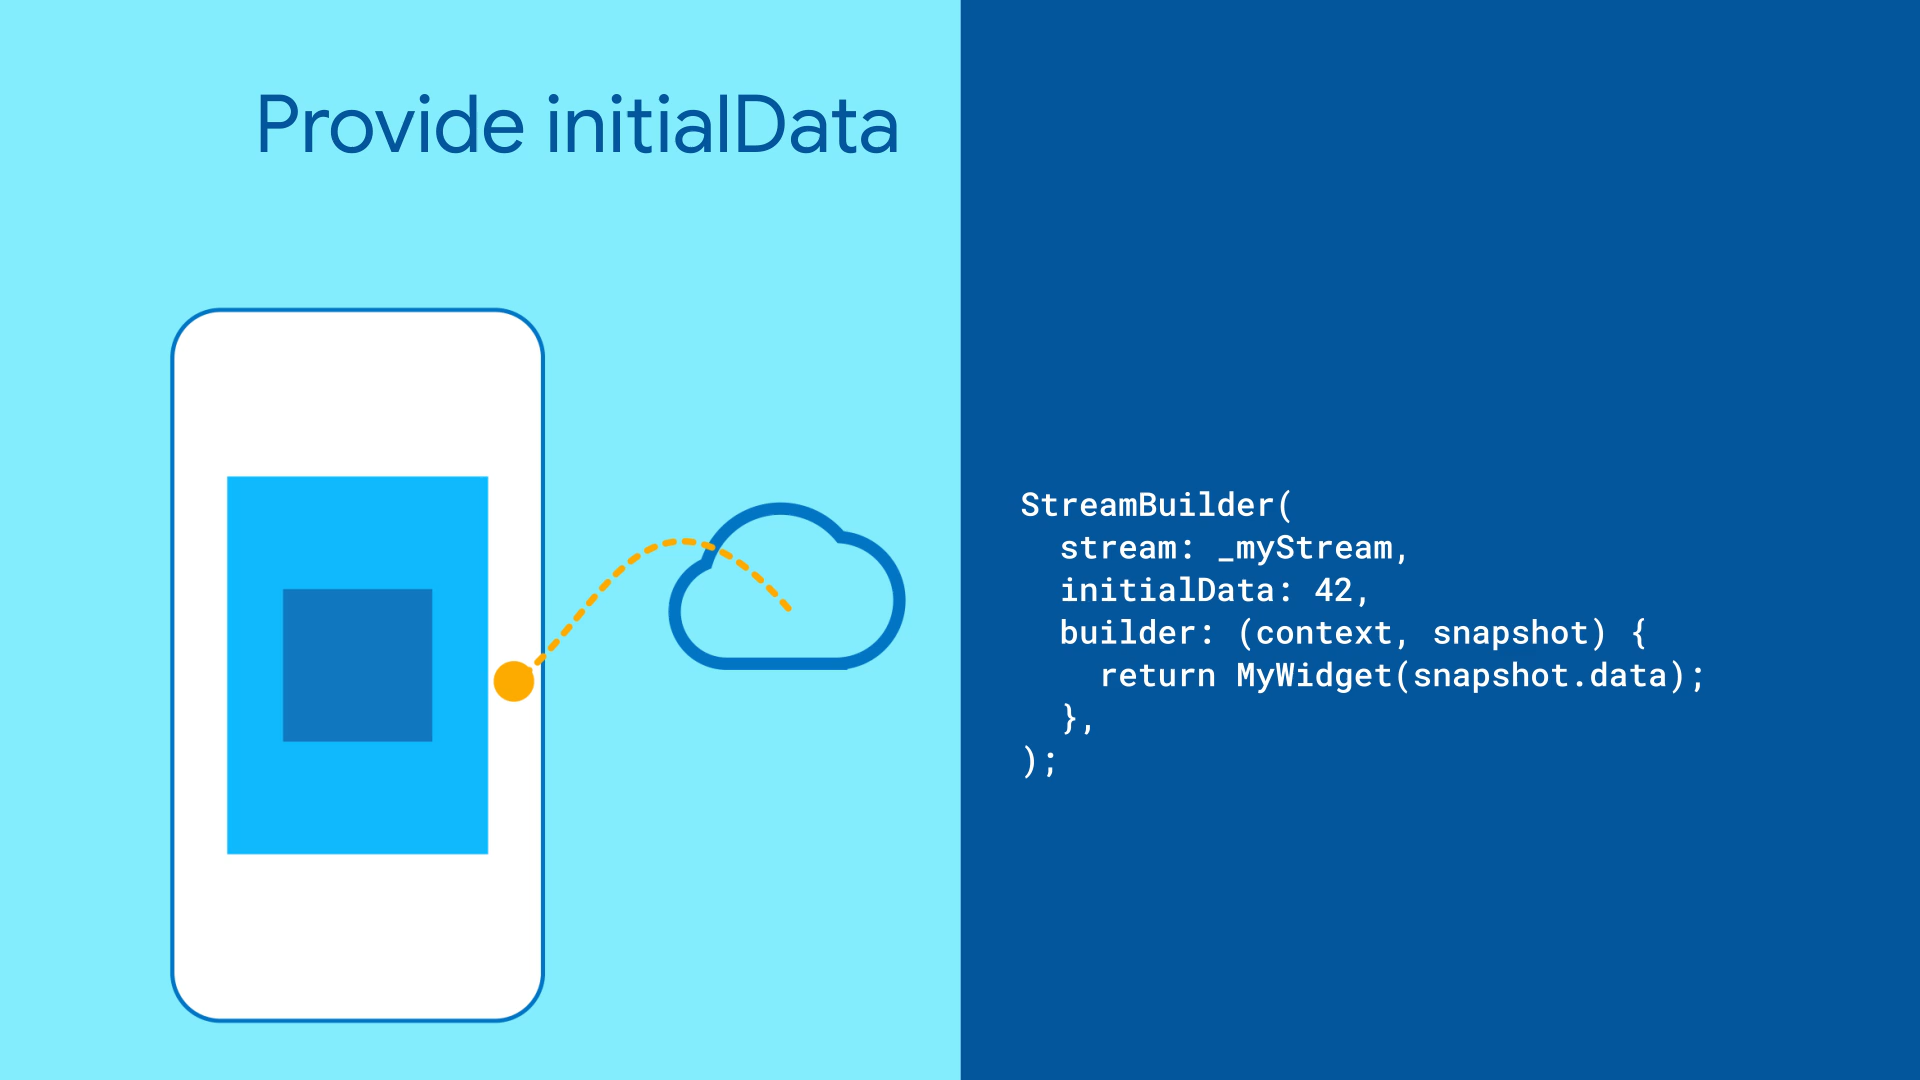 Provide initialData
StreamBuilder(
  stream: _myStream,
  initialData: 42,
  builder: (context, snapshot) {
    return MyWidget(snapshot.data);
  },
);